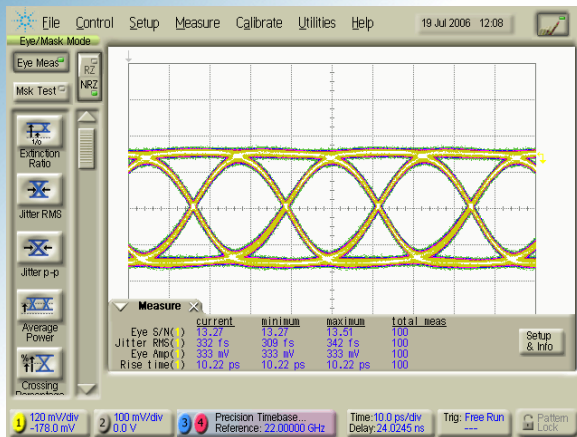 File Control Setup Measure Calibrate Utilities Help 19 Jul 2006 12:08
Eye/Mask Mode
Eye Meas
RZ
NRZ
Msk Test
Extinction
Ratio
Jitter RMS
Jitter p-p
Average
Power
Crossing
Percentage
Measure
current minimum maximum total meas
Eye S/N(1) 13.27 13.27 13.51 100
Jitter RMS(1) 332 fs 309 fs 342 fs 100
Eye Amp(1) 333 mV 333 mV 333 mV 100
Rise time(1) 10.22 ps 10.22 ps 10.22 ps 100
Setup
& Info
1 120 mV/div
-178.0 mV
2 100 mV/div
0.0 V
3 4 Precision Timebase...
Reference: 22.00000 GHz
Time:10.0 ps/div
Delay:24.0245 ns
Trig: Free Run
---
Pattern
Lock